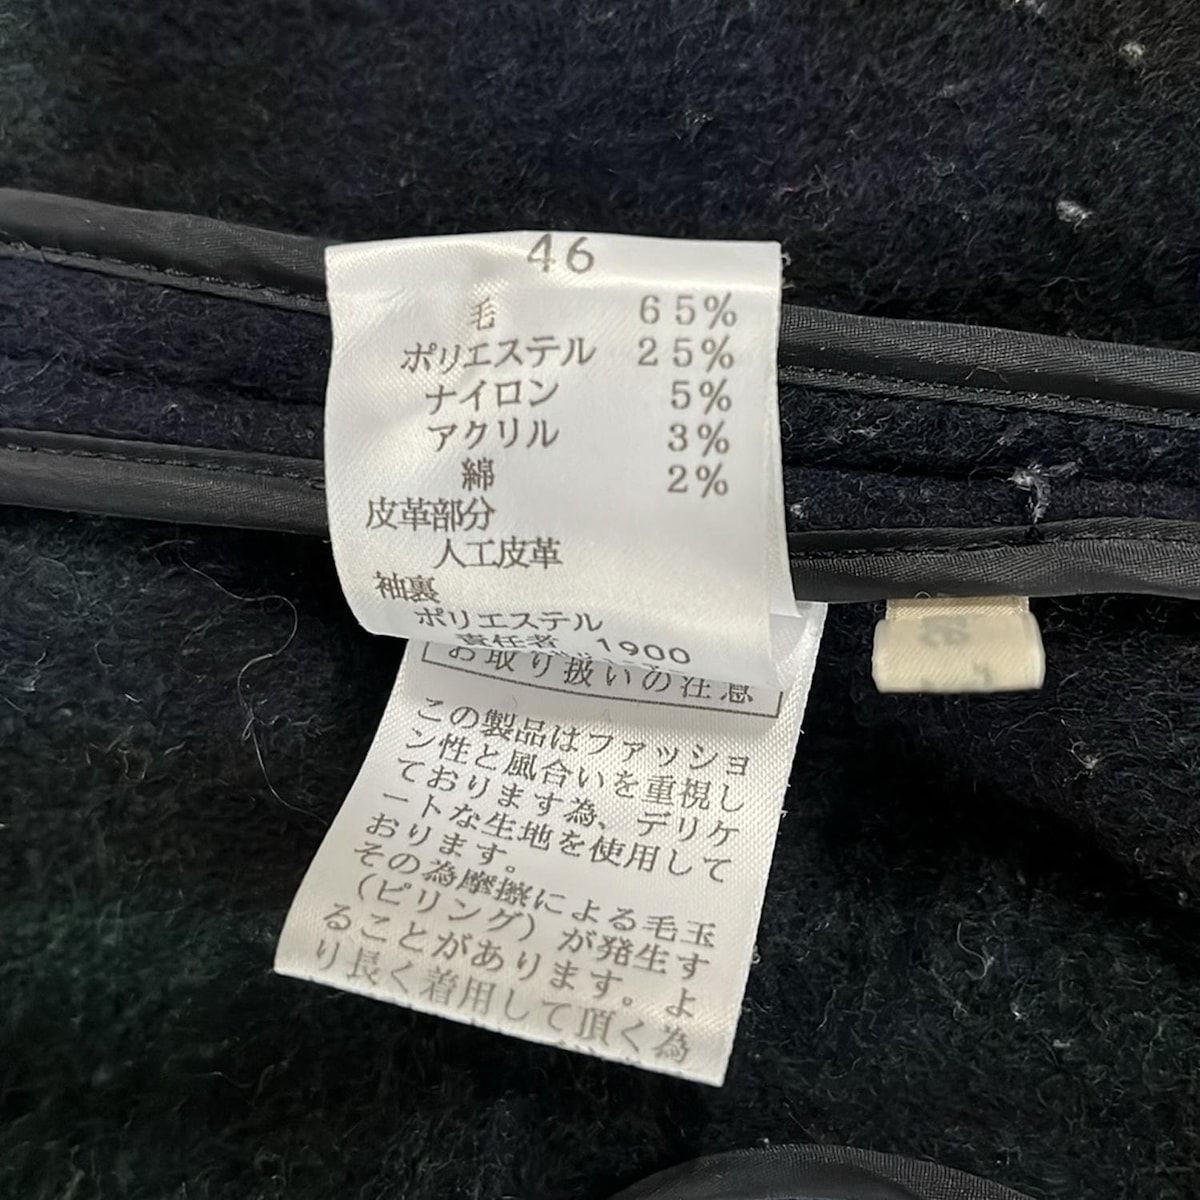 46
毛 65%
ポリエステル 25%
ナイロン 5%
アクリル 3%
綿 2%
皮革部分
人工皮革
袖裏
ポリエステル
責任者 1900
お取り扱いの注意
この製品はファッショ
ン性と風合いを重視し
ております為、デリケ
ートな生地を使用して
おります。
その為摩擦による毛玉
（ピリング）が発生す
ることがあります。よ
り長く着用して頂く為